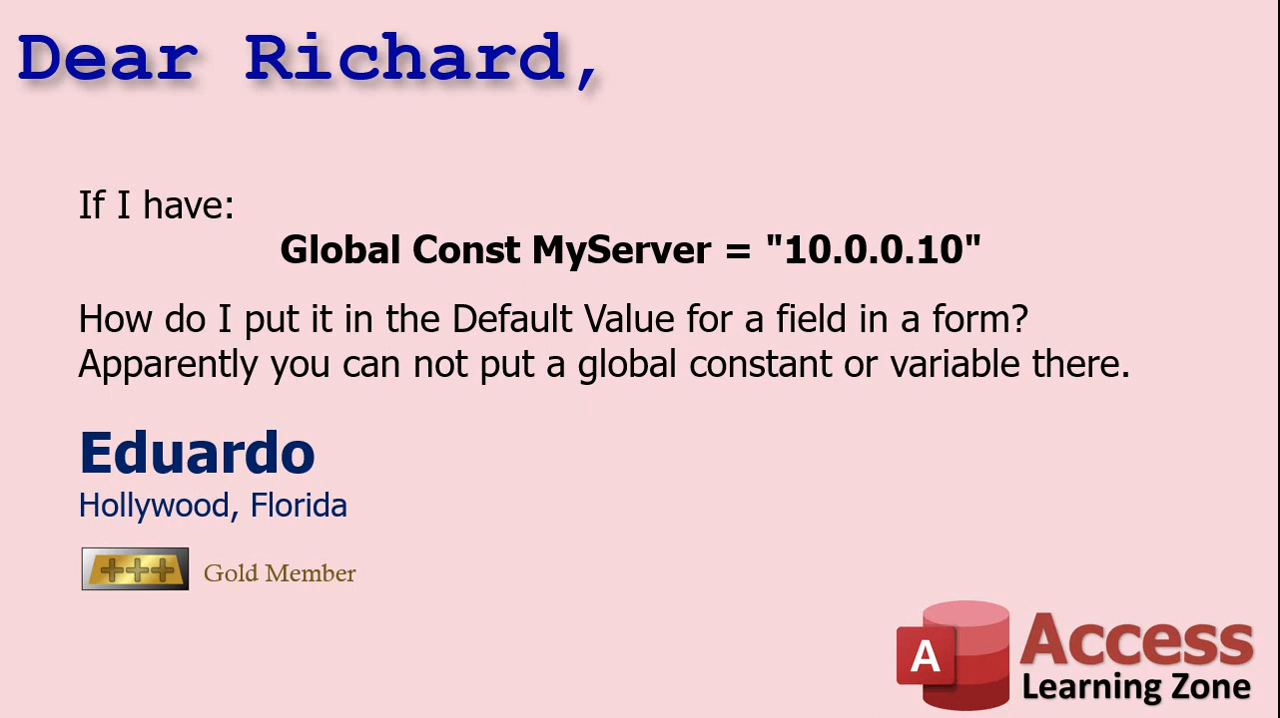 Dear Richard,
If I have:
Global Const MyServer = "10.0.0.10"
How do I put it in the Default Value for a field in a form?
Apparently you can not put a global constant or variable there.
Eduardo
Hollywood, Florida
+++ Gold Member
A Access
Learning Zone